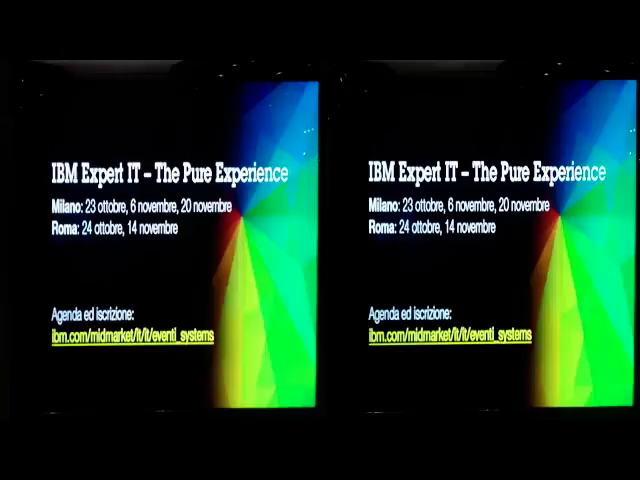 IBM Expert IT – The Pure Experience
Milano: 23 ottobre, 6 novembre, 20 novembre
Roma: 24 ottobre, 14 novembre
Agenda ed iscrizione:
ibm.com/midmarket/it/it/eventi_systems
IBM Expert IT – The Pure Experience
Milano: 23 ottobre, 6 novembre, 20 novembre
Roma: 24 ottobre, 14 novembre
Agenda ed iscrizione:
ibm.com/midmarket/it/it/eventi_systems